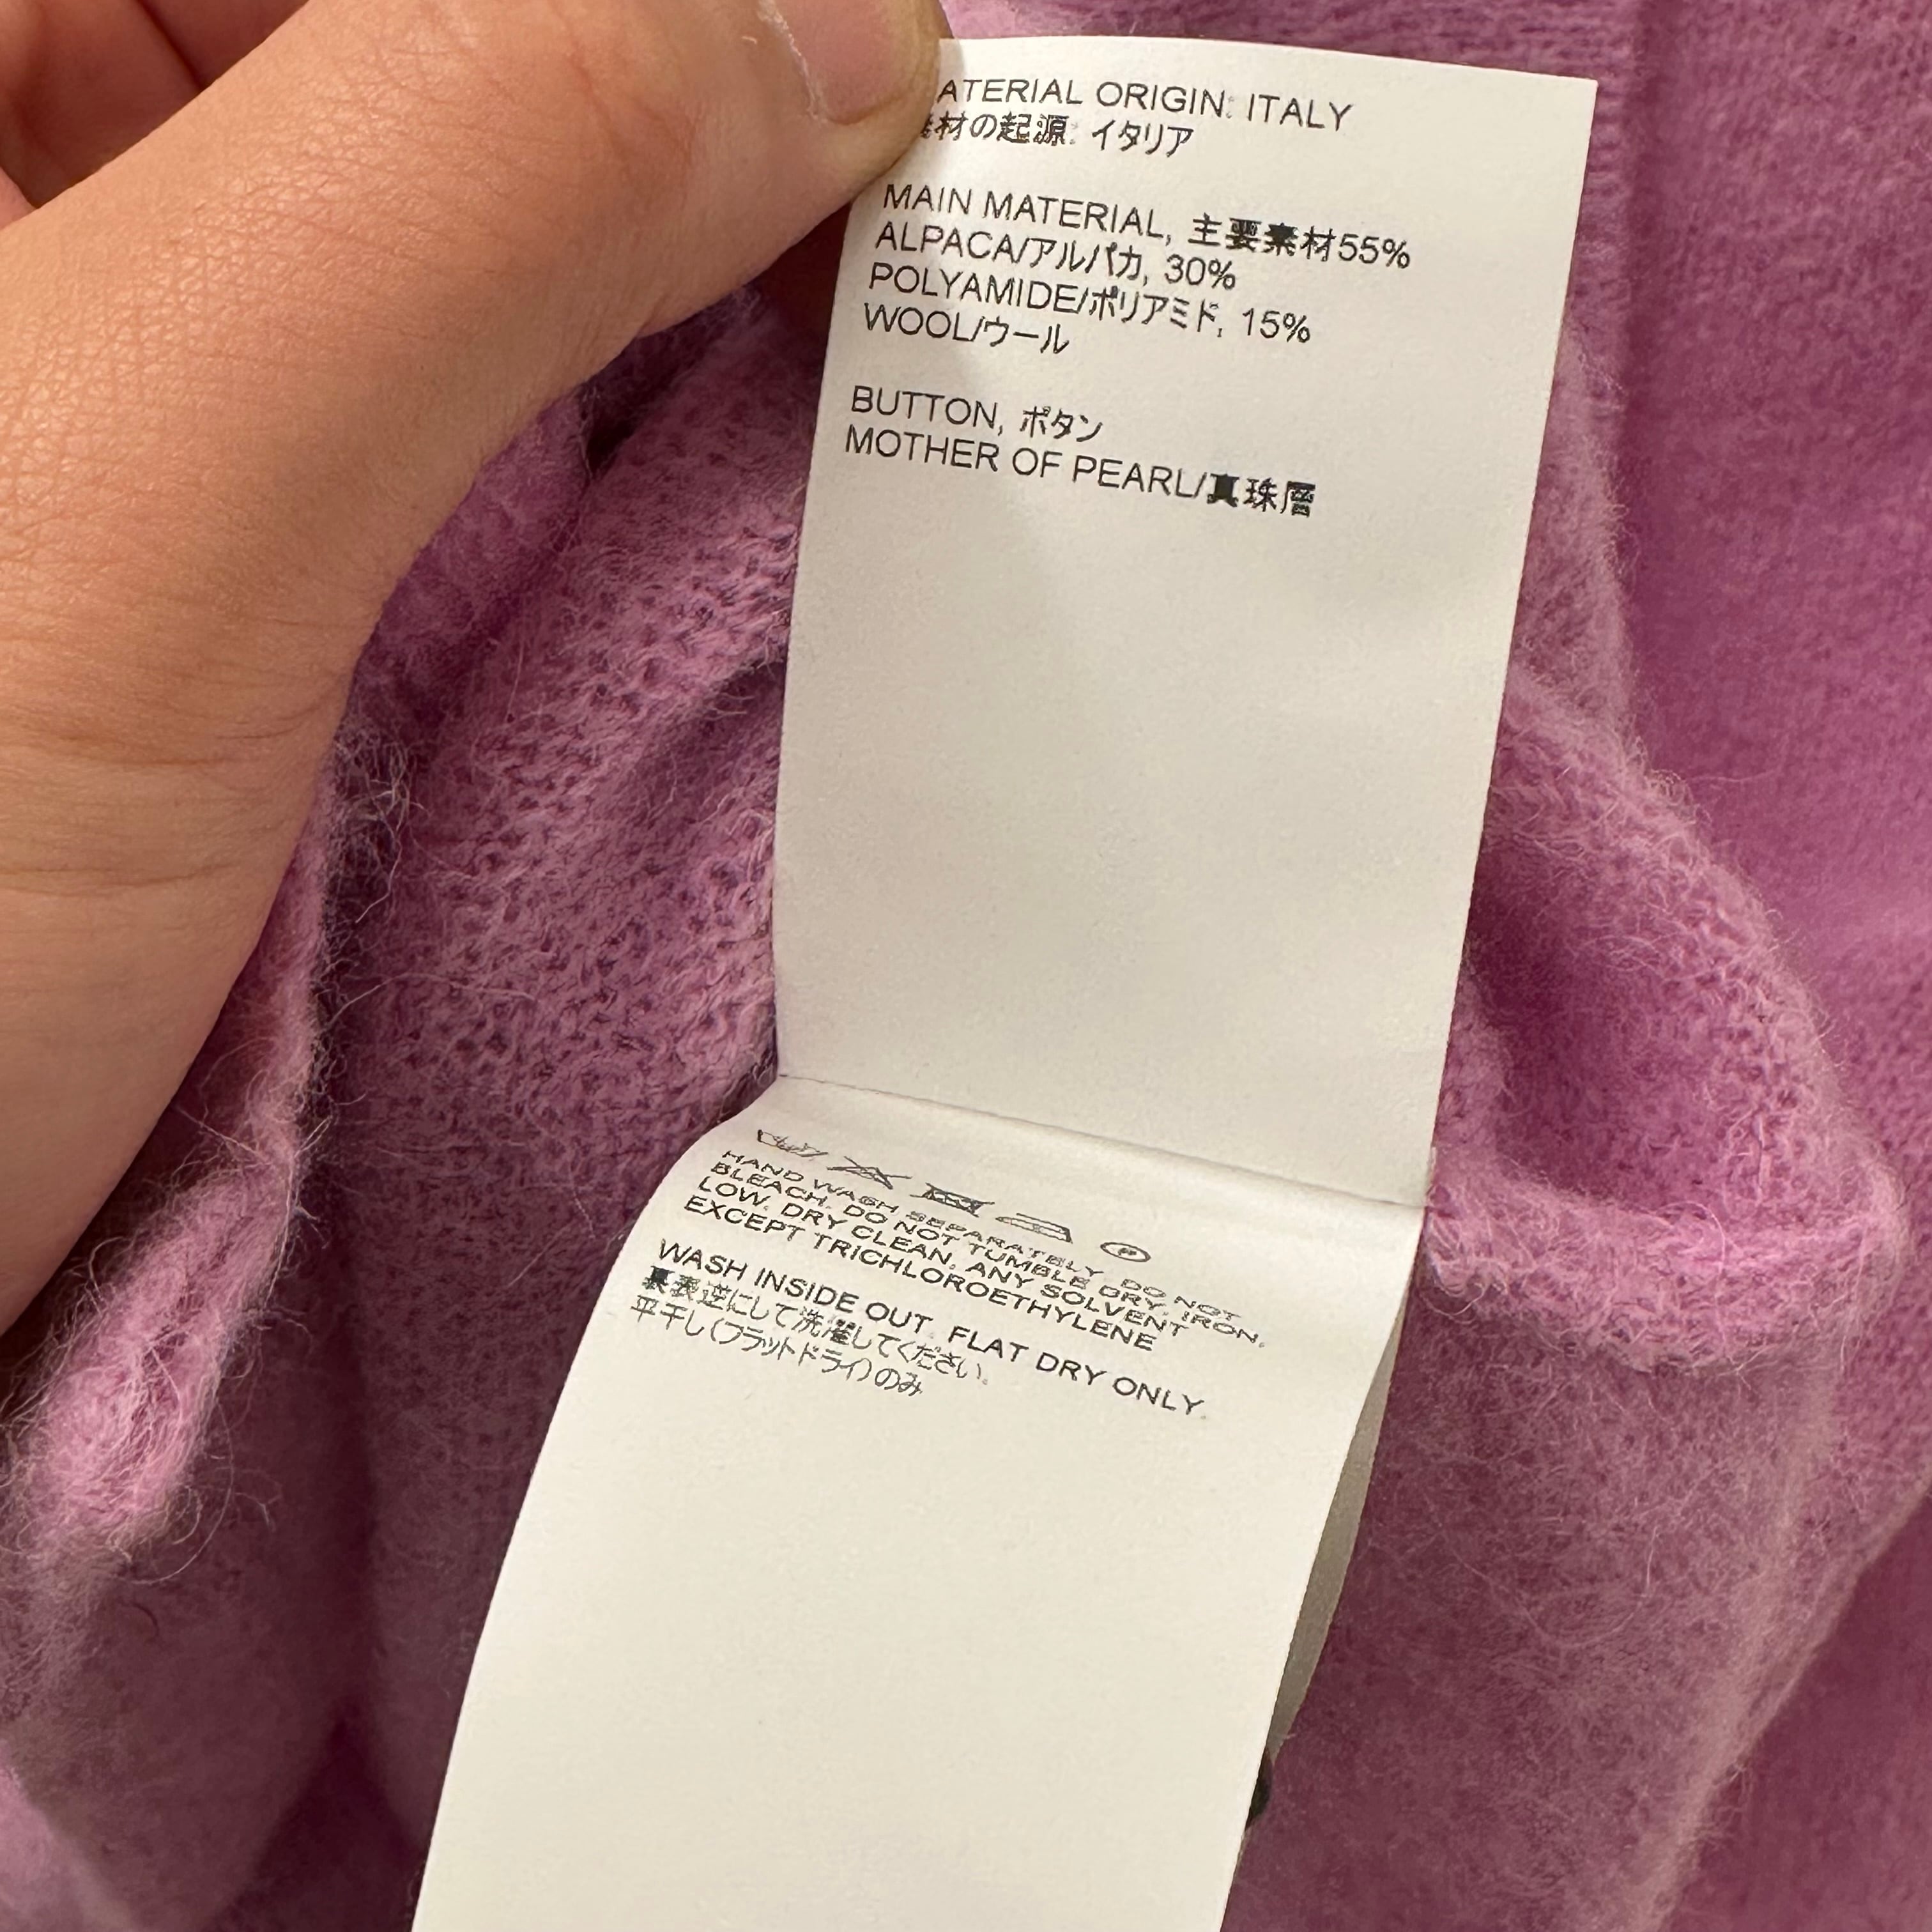 ATERIAL ORIGIN: ITALY
材の起源: イタリア
MAIN MATERIAL, 主要素材55%
ALPACA/アルパカ, 30%
POLYAMIDE/ポリアミド, 15%
WOOL/ウール
BUTTON, ボタン
MOTHER OF PEARL/真珠層
HAND WASH SEPARATELY. DO NOT
BLEACH. DO NOT TUMBLE DRY. IRON,
LOW. DRY CLEAN, ANY SOLVENT
EXCEPT TRICHLOROETHYLENE
WASH INSIDE OUT. FLAT DRY ONLY.
裏表逆にして洗濯してください。
平干し(フラットドライ)のみ